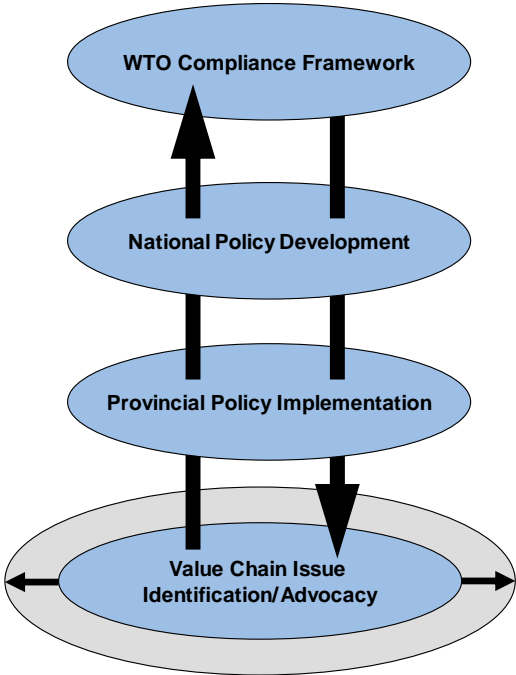 WTO Compliance Framework
National Policy Development
Provincial Policy Implementation
Value Chain Issue
Identification/Advocacy